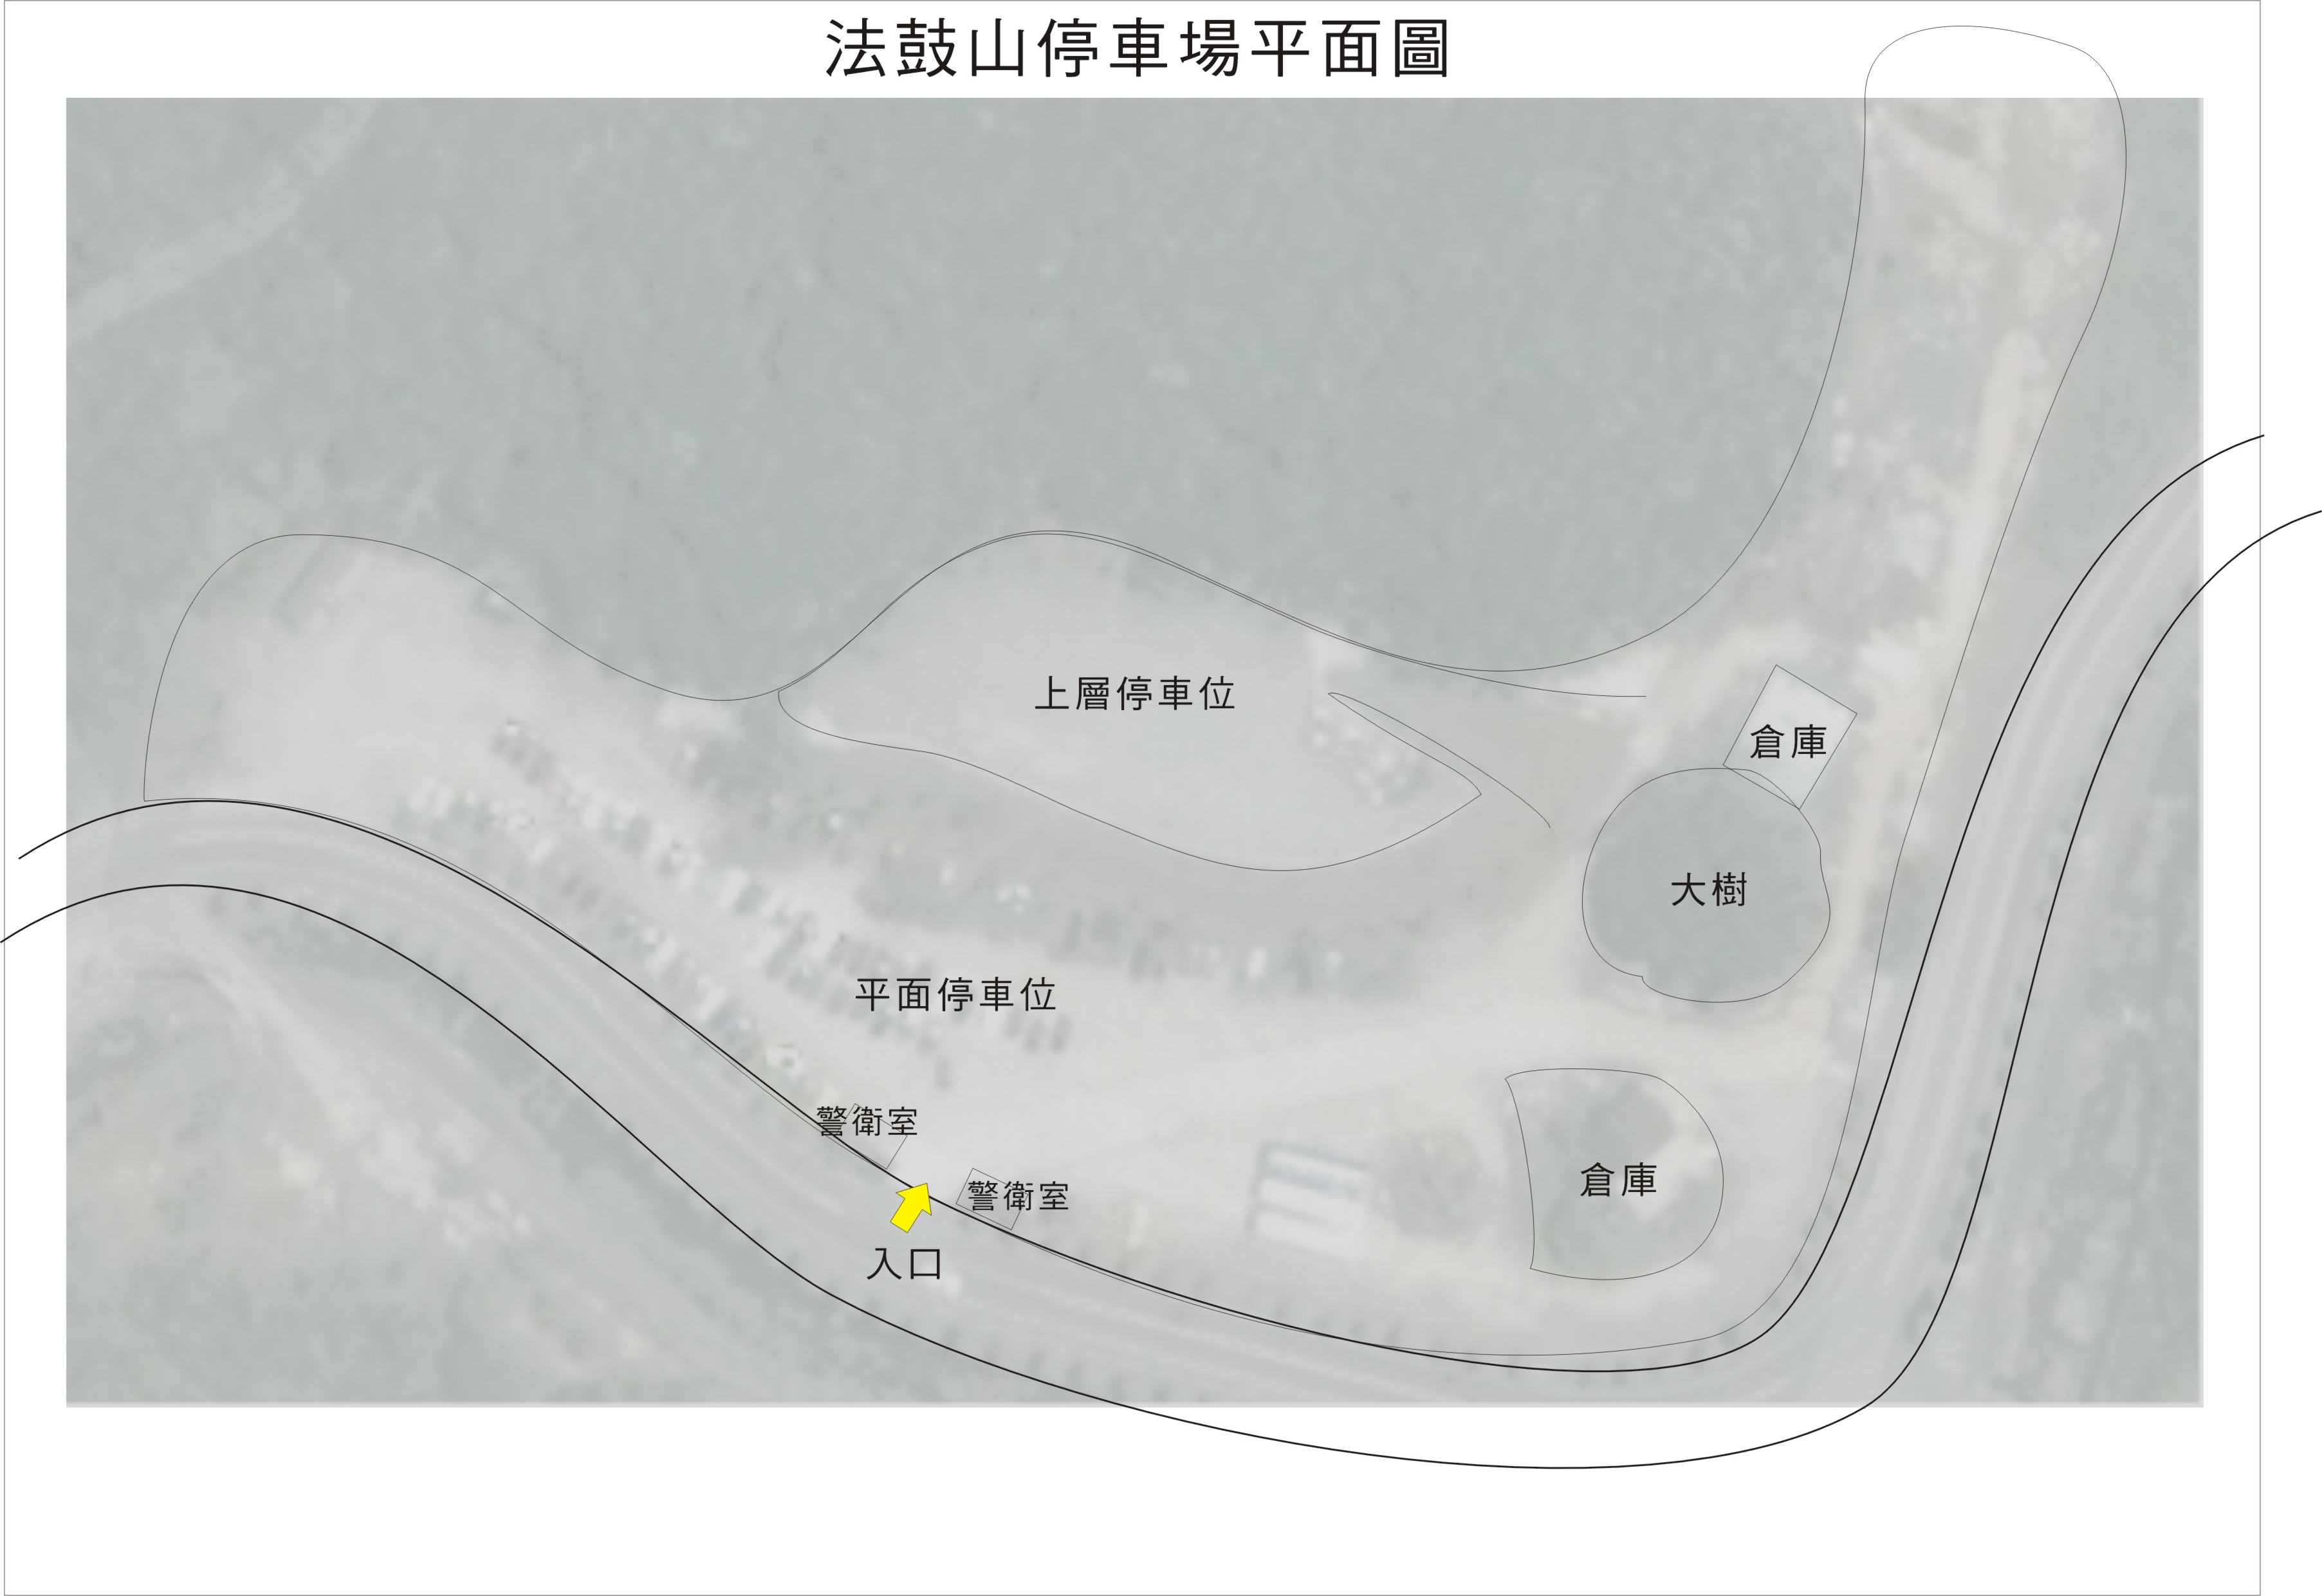 法鼓山停車場平面圖
上層停車位
倉庫
大樹
平面停車位
警衛室
警衛室
倉庫
入口